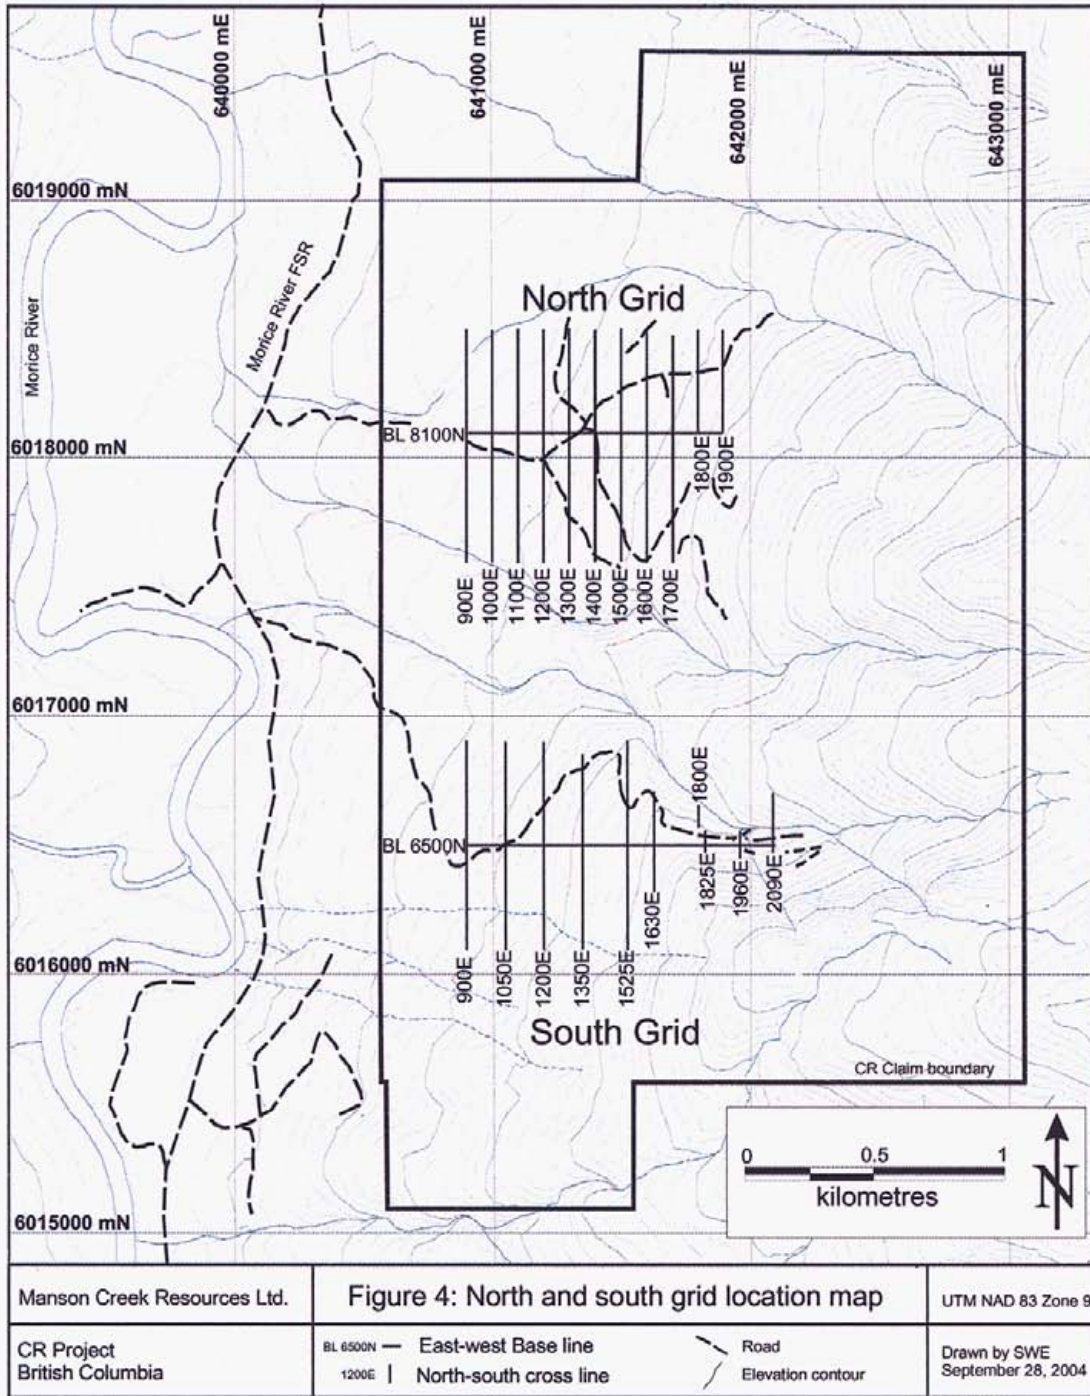 640000 mE
641000 mE
642000 mE
643000 mE
6019000 mN
Morice River FSR
Morice River
North Grid
BL 8100N
6018000 mN
1800E
1900E
900E
1000E
1100E
1200E
1300E
1400E
1500E
1600E
1700E
6017000 mN
1800E
BL 6500N
1825E
1960E
2090E
1630E
6016000 mN
900E
1050E
1200E
1350E
1525E
South Grid
CR Claim boundary
0 0.5 1
kilometres
N
6015000 mN
Manson Creek Resources Ltd.
Figure 4: North and south grid location map
UTM NAD 83 Zone 9
CR Project
British Columbia
BL 6500N East-west Base line
1200E North-south cross line
Road
Elevation contour
Drawn by SWE
September 28, 2004